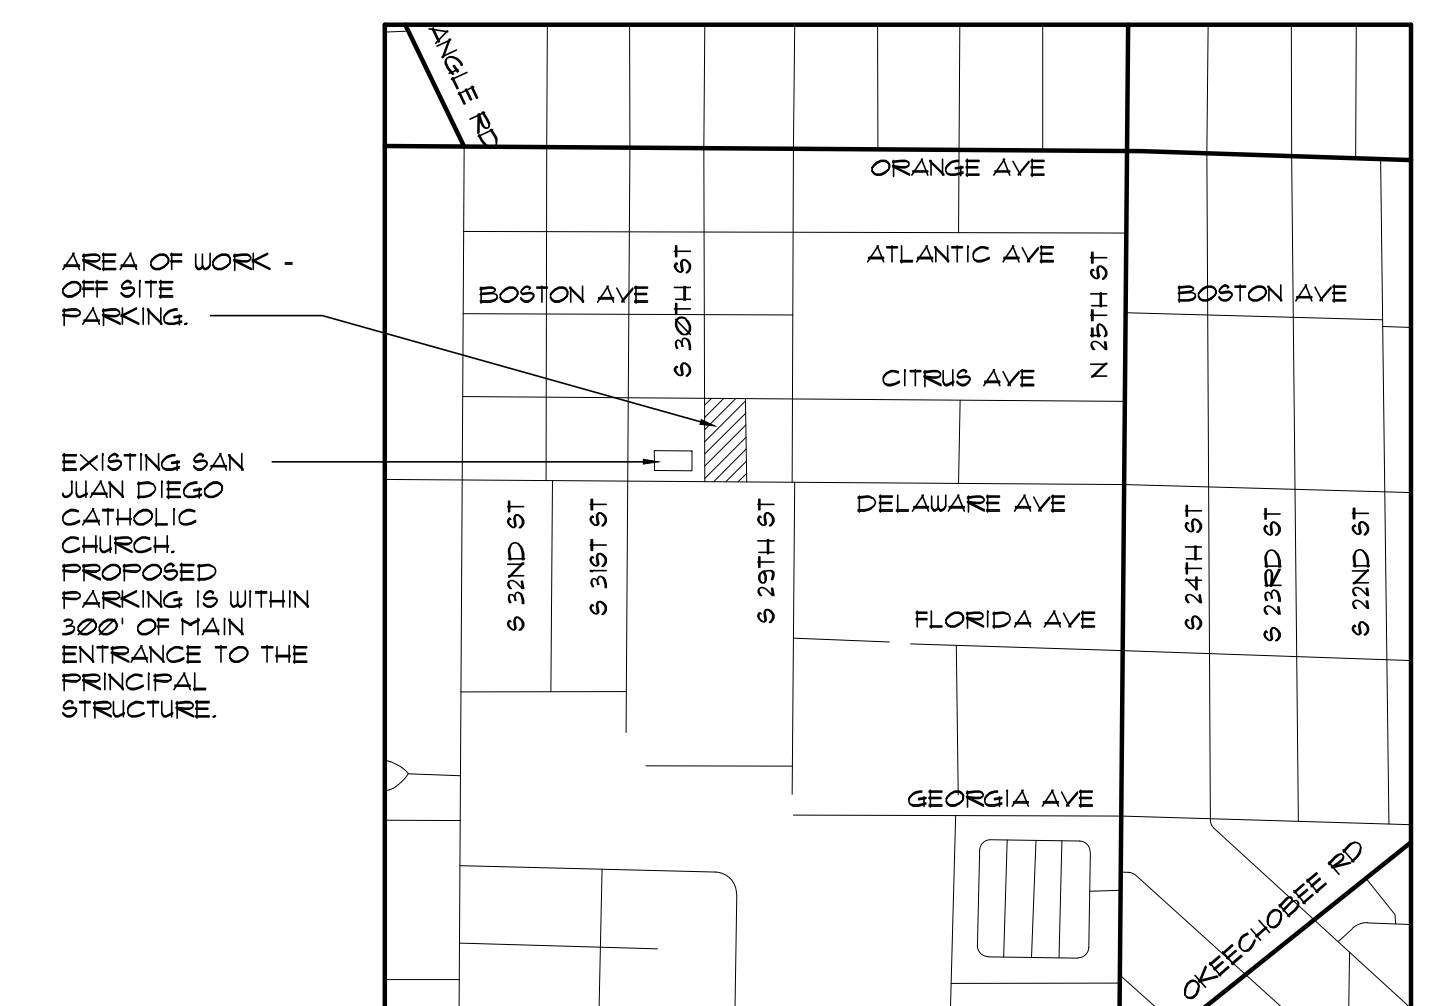 ANGLE RD
ORANGE AVE
ATLANTIC AVE
AREA OF WORK -
OFF SITE
PARKING.
BOSTON AVE
S 30TH ST
N 25TH ST
BOSTON AVE
CITRUS AVE
EXISTING SAN
JUAN DIEGO
CATHOLIC
CHURCH.
PROPOSED
PARKING IS WITHIN
300' OF MAIN
ENTRANCE TO THE
PRINCIPAL
STRUCTURE.
DELAWARE AVE
S 32ND ST
S 31ST ST
S 29TH ST
S 24TH ST
S 23RD ST
S 22ND ST
FLORIDA AVE
GEORGIA AVE
OKEECHOBEE RD